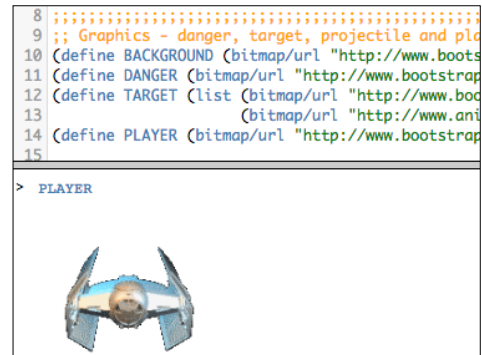 8 ;;;;;;;;;;;;;;;;;;;;;;;;;;;;;;;;;;;;;;;;;;;;;;;;;;;;;
9 ;; Graphics - danger, target, projectile and pla
10 (define BACKGROUND (bitmap/url "http://www.boots
11 (define DANGER (bitmap/url "http://www.bootstrap
12 (define TARGET (list (bitmap/url "http://www.boo
13 (bitmap/url "http://www.ani
14 (define PLAYER (bitmap/url "http://www.bootstrap
15
> PLAYER